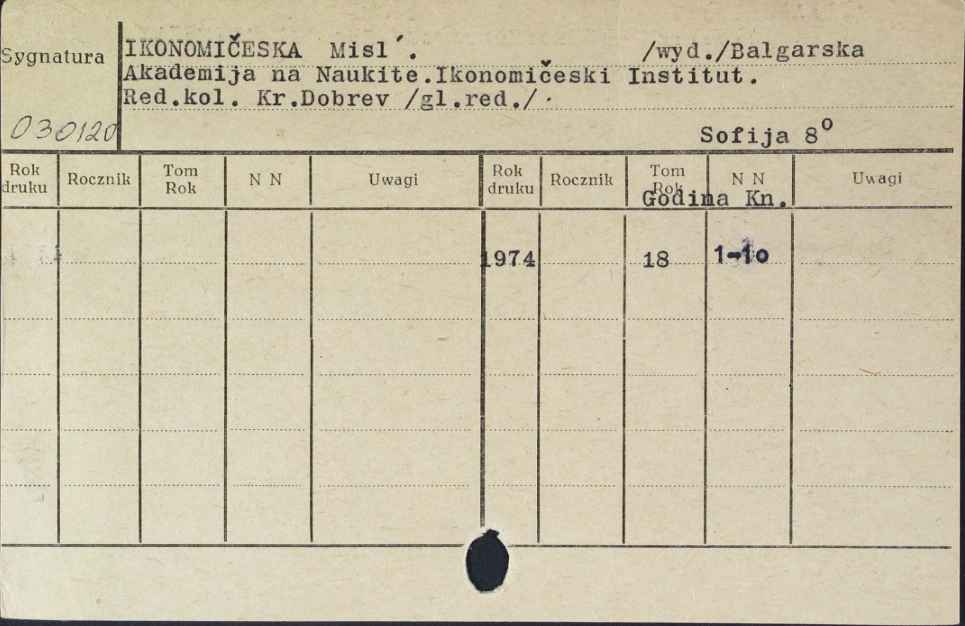 Sygnatura
IKONOMIČESKA Misl´. /wyd./Balgarska
Akademija na Naukite.Ikonomičeski Institut.
Red.kol. Kr.Dobrev /gl.red./.
030120
Sofija 8⁰
Rok druku Rocznik Tom Rok N N Uwagi Rok druku Rocznik Tom Rok N N Uwagi
Godina Kn.
1974 18 1-10